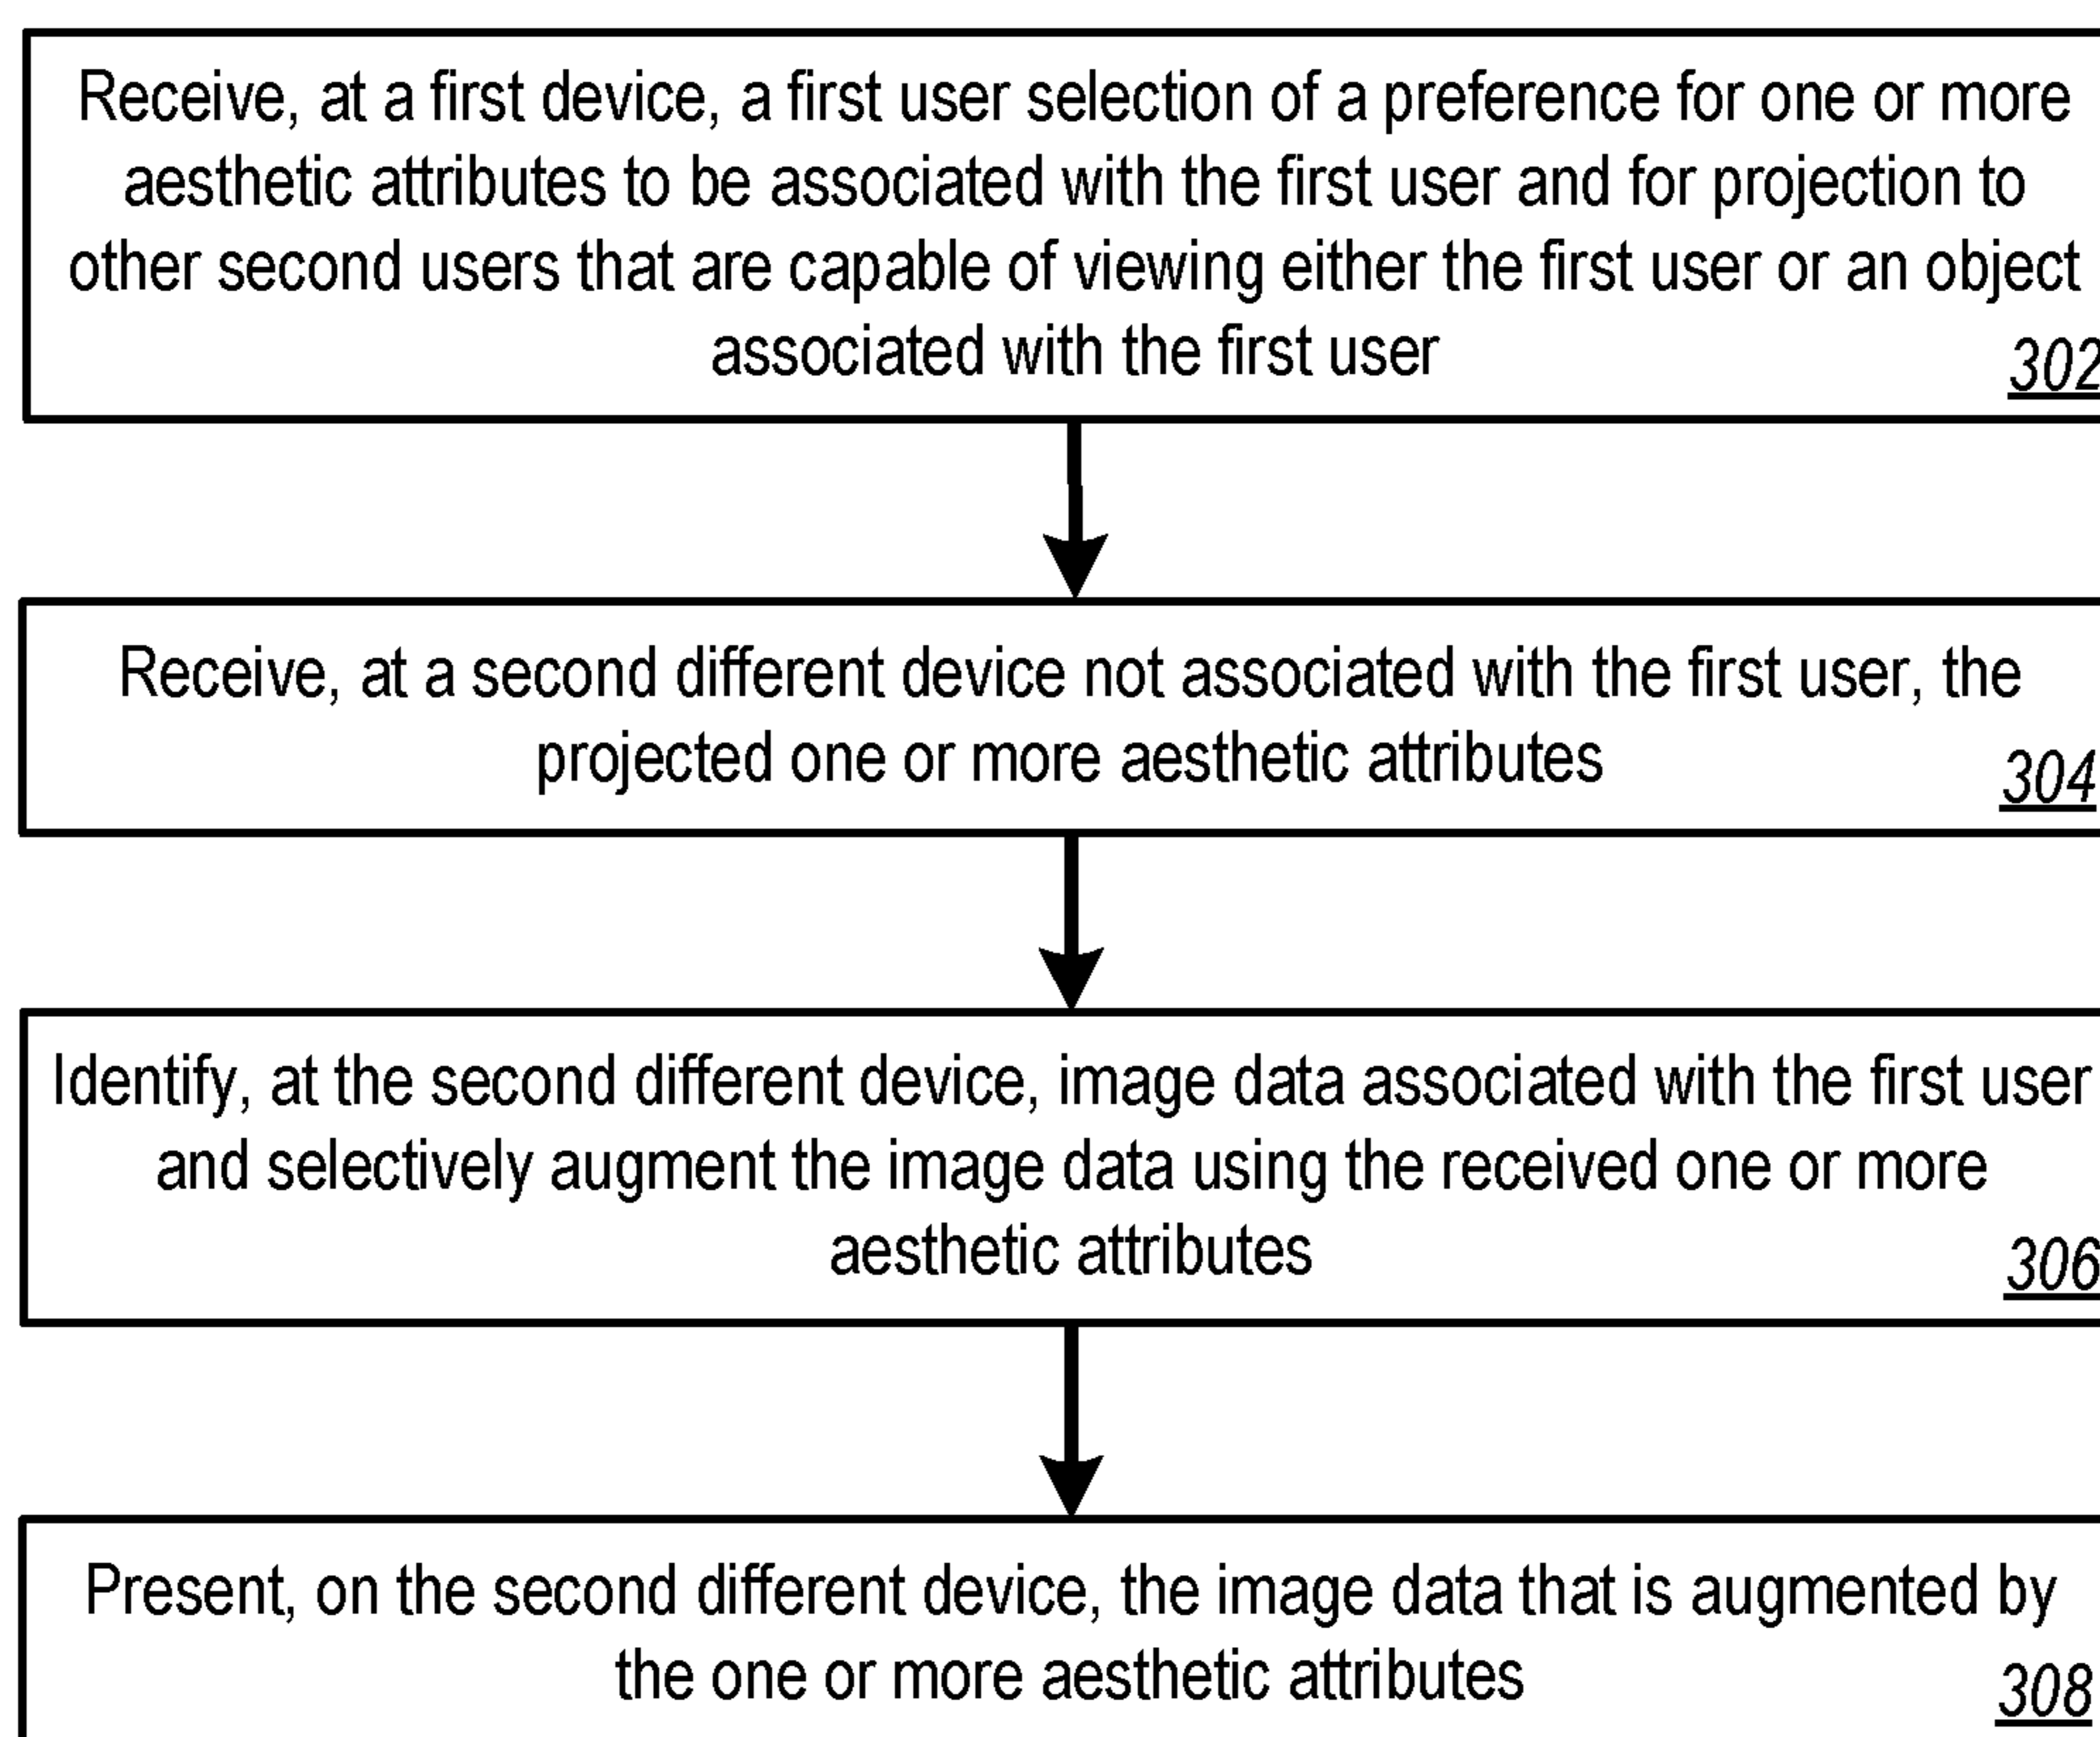 Receive, at a first device, a first user selection of a preference for one or more
aesthetic attributes to be associated with the first user and for projection to
other second users that are capable of viewing either the first user or an object
associated with the first user
302
Receive, at a second different device not associated with the first user, the
projected one or more aesthetic attributes
304
Identify, at the second different device, image data associated with the first user
and selectively augment the image data using the received one or more
aesthetic attributes
306
Present, on the second different device, the image data that is augmented by
the one or more aesthetic attributes
308